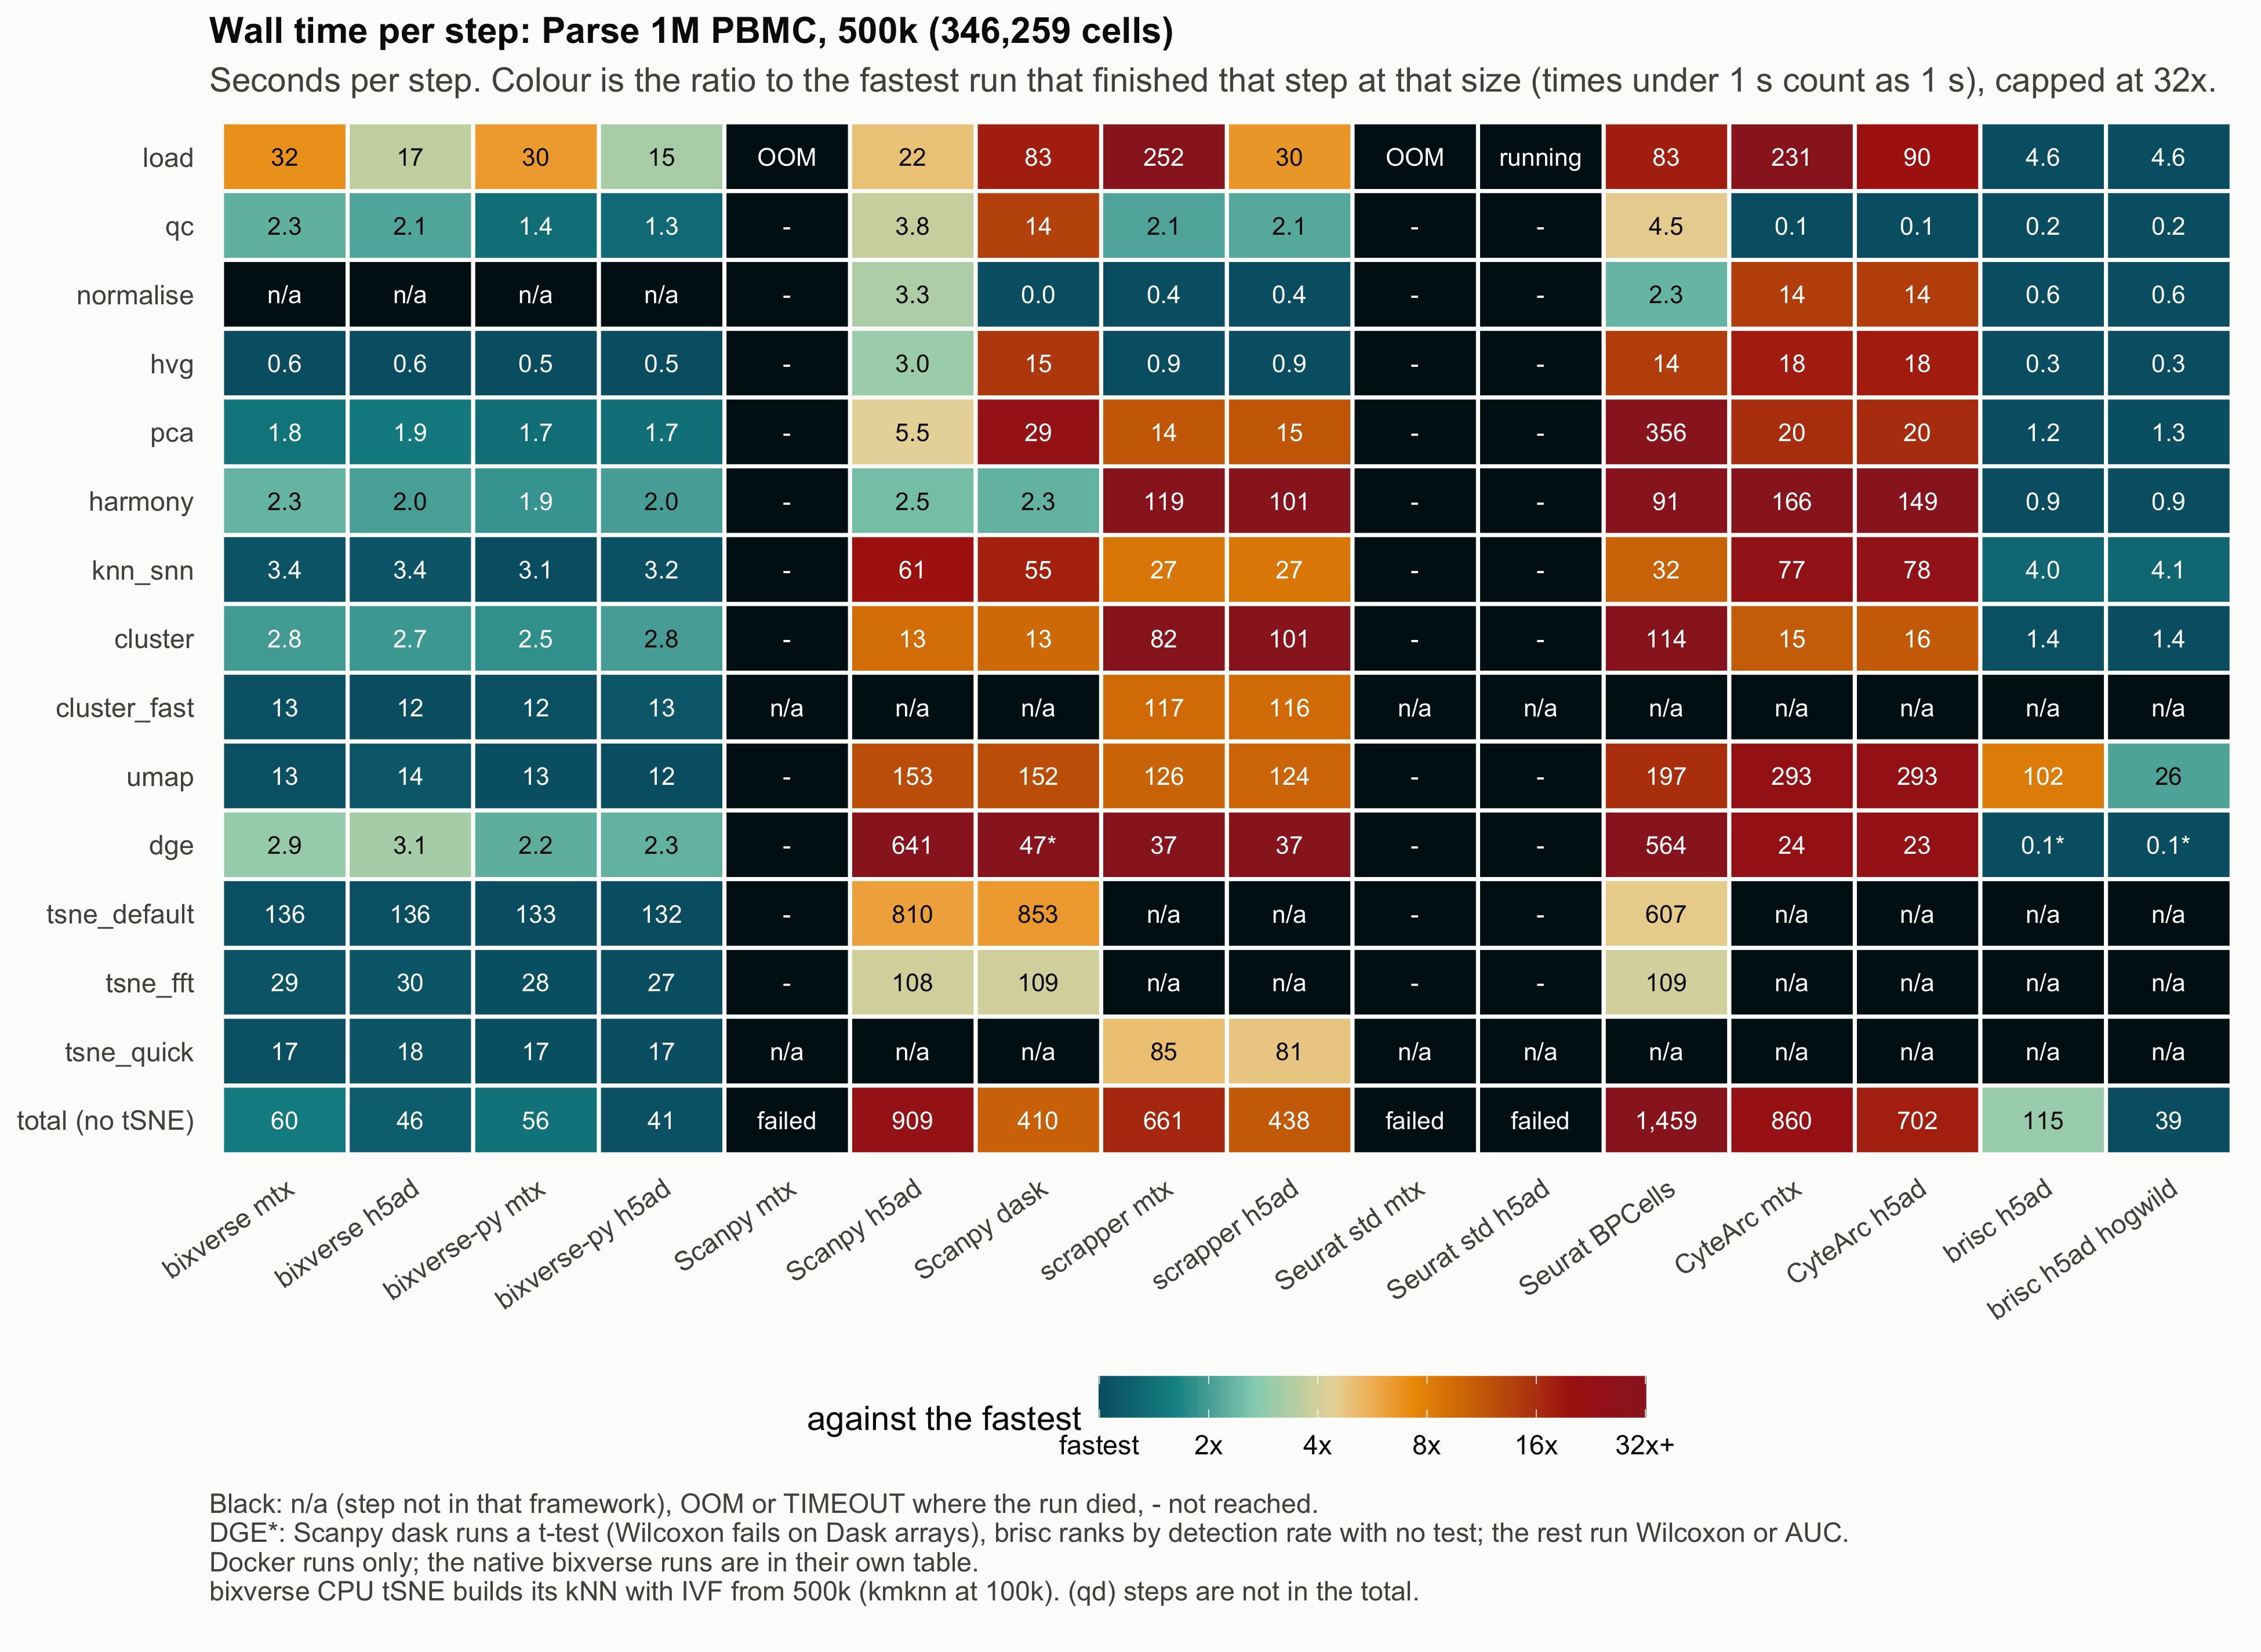 Wall time per step: Parse 1M PBMC, 500k (346,259 cells)
Seconds per step. Colour is the ratio to the fastest run that finished that step at that size (times under 1 s count as 1 s), capped at 32x.
load 32 17 30 15 OOM 22 83 252 30 OOM running 83 231 90 4.6 4.6
qc 2.3 2.1 1.4 1.3 - 3.8 14 2.1 2.1 - - 4.5 0.1 0.1 0.2 0.2
normalise n/a n/a n/a n/a - 3.3 0.0 0.4 0.4 - - 2.3 14 14 0.6 0.6
hvg 0.6 0.6 0.5 0.5 - 3.0 15 0.9 0.9 - - 14 18 18 0.3 0.3
pca 1.8 1.9 1.7 1.7 - 5.5 29 14 15 - - 356 20 20 1.2 1.3
harmony 2.3 2.0 1.9 2.0 - 2.5 2.3 119 101 - - 91 166 149 0.9 0.9
knn_snn 3.4 3.4 3.1 3.2 - 61 55 27 27 - - 32 77 78 4.0 4.1
cluster 2.8 2.7 2.5 2.8 - 13 13 82 101 - - 114 15 16 1.4 1.4
cluster_fast 13 12 12 13 n/a n/a n/a 117 116 n/a n/a n/a n/a n/a n/a n/a
umap 13 14 13 12 - 153 152 126 124 - - 197 293 293 102 26
dge 2.9 3.1 2.2 2.3 - 641 47* 37 37 - - 564 24 23 0.1* 0.1*
tsne_default 136 136 133 132 - 810 853 n/a n/a - - 607 n/a n/a n/a n/a
tsne_fft 29 30 28 27 - 108 109 n/a n/a - - 109 n/a n/a n/a n/a
tsne_quick 17 18 17 17 n/a n/a n/a 85 81 n/a n/a n/a n/a n/a n/a n/a
total (no tSNE) 60 46 56 41 failed 909 410 661 438 failed failed 1,459 860 702 115 39
bixverse mtx
bixverse h5ad
bixverse-py mtx
bixverse-py h5ad
Scanpy mtx
Scanpy h5ad
Scanpy dask
scrapper mtx
scrapper h5ad
Seurat std mtx
Seurat std h5ad
Seurat BPCells
CyteArc mtx
CyteArc h5ad
brisc h5ad
brisc h5ad hogwild
against the fastest
fastest 2x 4x 8x 16x 32x+
Black: n/a (step not in that framework), OOM or TIMEOUT where the run died, - not reached.
DGE*: Scanpy dask runs a t-test (Wilcoxon fails on Dask arrays), brisc ranks by detection rate with no test; the rest run Wilcoxon or AUC.
Docker runs only; the native bixverse runs are in their own table.
bixverse CPU tSNE builds its kNN with IVF from 500k (kmknn at 100k). (qd) steps are not in the total.